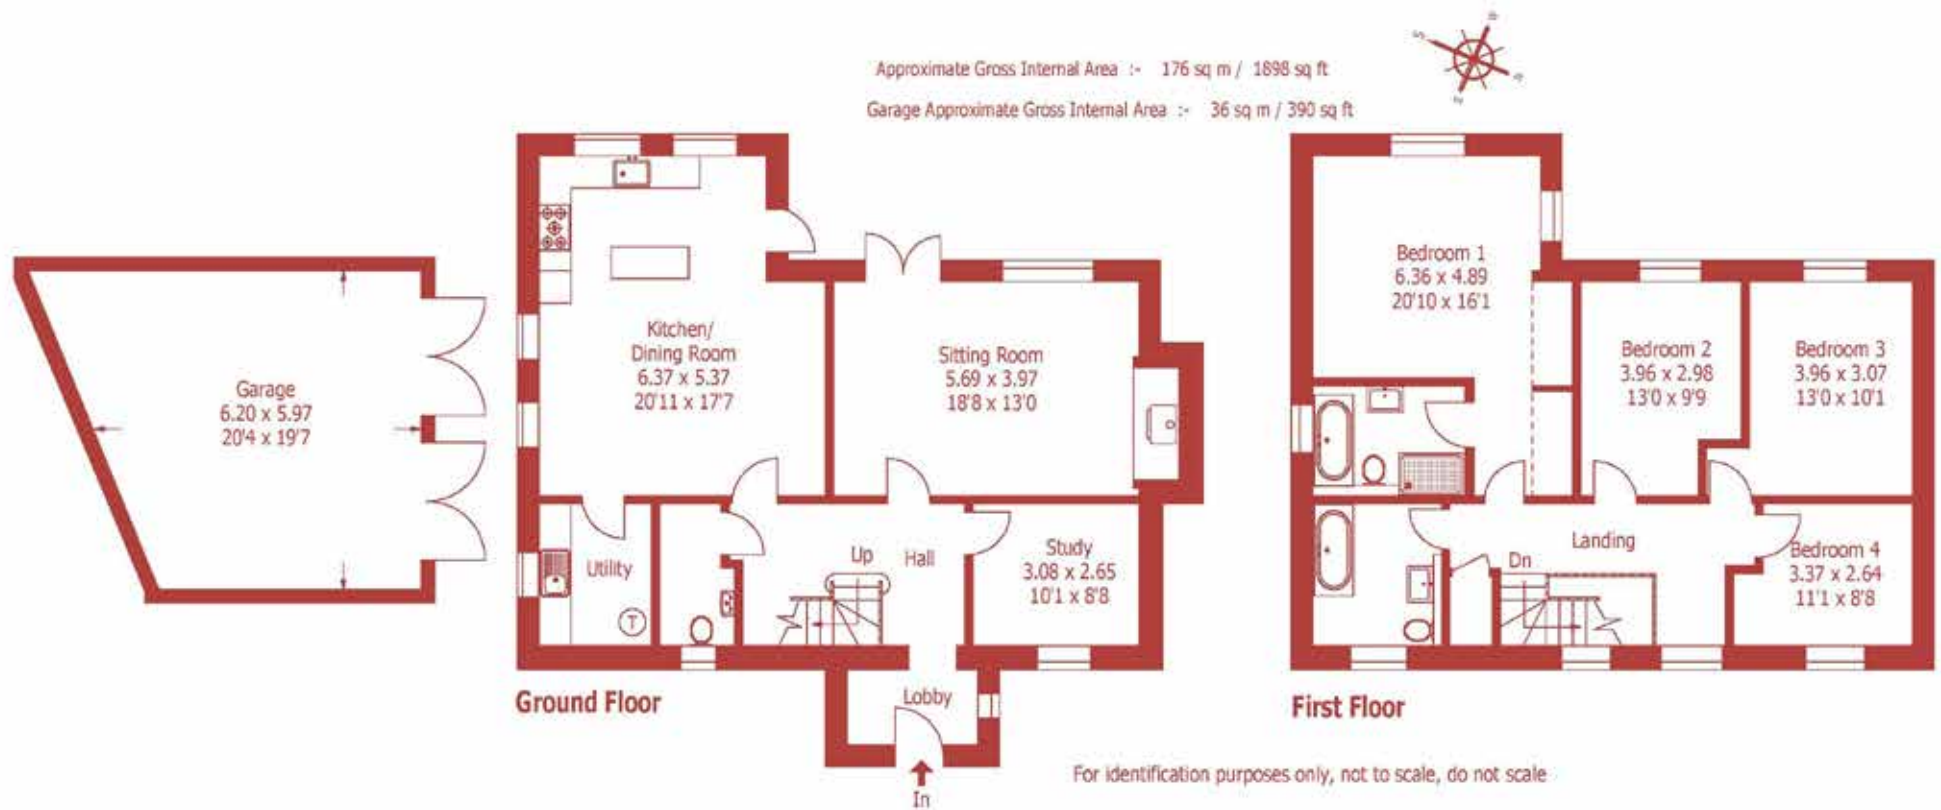 Approximate Gross Internal Area :- 176 sq m / 1898 sq ft
Garage Approximate Gross Internal Area :- 36 sq m / 390 sq ft
Garage
6.20 x 5.97
20'4 x 19'7
Kitchen/
Dining Room
6.37 x 5.37
20'11 x 17'7
Sitting Room
5.69 x 3.97
18'8 x 13'0
Utility
T
Up
Hall
Study
3.08 x 2.65
10'1 x 8'8
Lobby
In
Ground Floor
Bedroom 1
6.36 x 4.89
20'10 x 16'1
Bedroom 2
3.96 x 2.98
13'0 x 9'9
Bedroom 3
3.96 x 3.07
13'0 x 10'1
Landing
Dn
Bedroom 4
3.37 x 2.64
11'1 x 8'8
First Floor
For identification purposes only, not to scale, do not scale